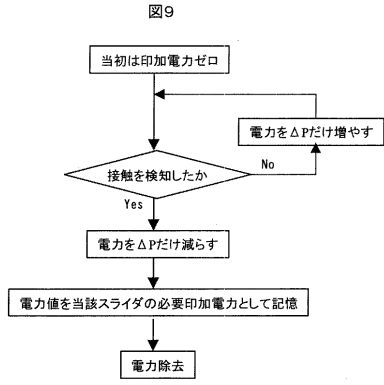 図9
当初は印加電力ゼロ
電力をΔPだけ増やす
接触を検知したか
No
Yes
電力をΔPだけ減らす
電力値を当該スライダの必要印加電力として記憶
電力除去